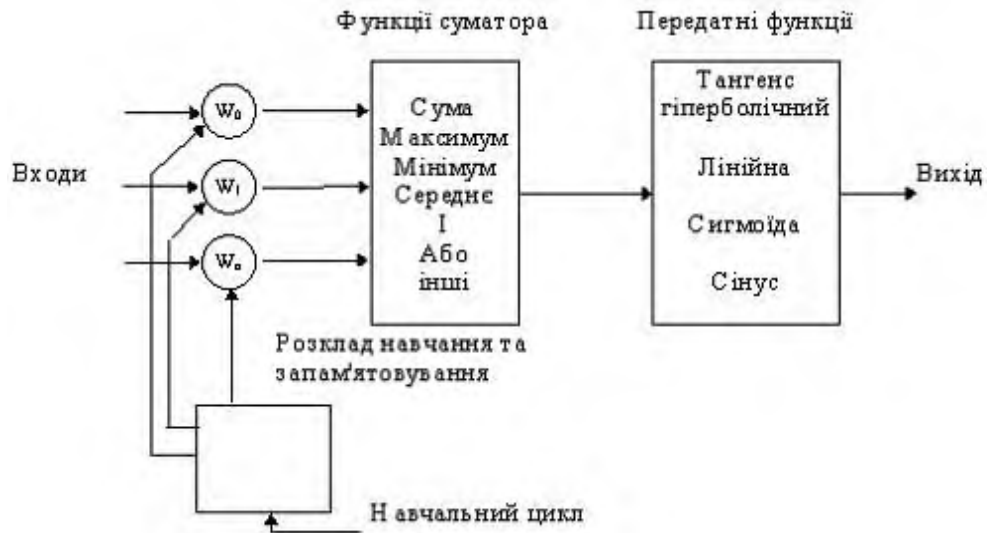 Функції суматора
Передатні функції
Входи
W₀
W₁
Wₙ
Сума
Максимум
Мінімум
Середнє
І
Або
інші
Тангенс
гіперболічний
Лінійна
Сигмоїда
Сінус
Вихід
Розклад навчання та
запам'ятовування
Навчальний цикл